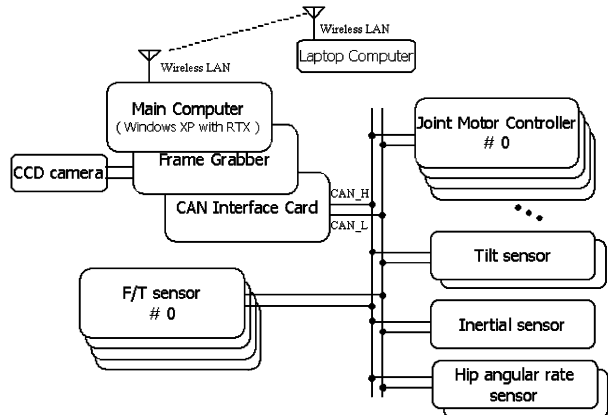 Wireless LAN
Laptop Computer
Wireless LAN
Main Computer
( Windows XP with RTX )
Frame Grabber
CCD camera
CAN Interface Card
CAN_H
CAN_L
Joint Motor Controller
# 0
Tilt sensor
F/T sensor
# 0
Inertial sensor
Hip angular rate
sensor